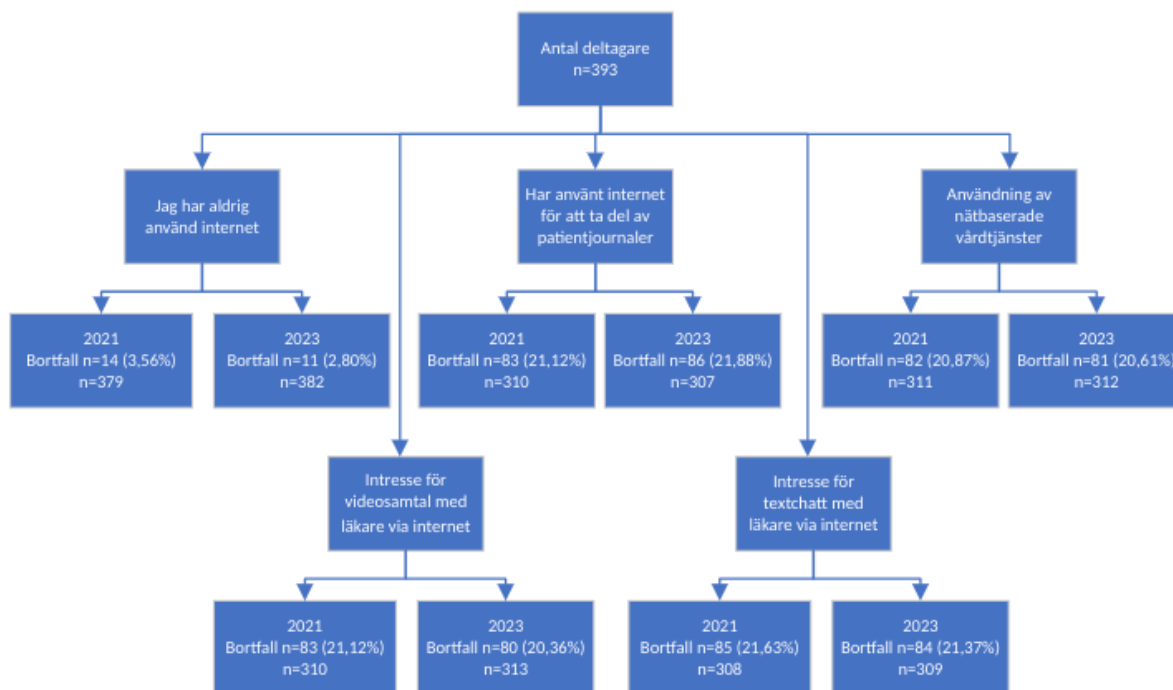 Antal deltagare
n=393
Jag har aldrig
använd internet
Har använt internet
för att ta del av
patientjournaler
Användning av
nätbaserade
vårdtjänster
2021
Bortfall n=14 (3,56%)
n=379
2023
Bortfall n=11 (2,80%)
n=382
2021
Bortfall n=83 (21,12%)
n=310
2023
Bortfall n=86 (21,88%)
n=307
2021
Bortfall n=82 (20,87%)
n=311
2023
Bortfall n=81 (20,61%)
n=312
Intresse för
videosamtal med
läkare via internet
Intresse för
textchatt med
läkare via internet
2021
Bortfall n=83 (21,12%)
n=310
2023
Bortfall n=80 (20,36%)
n=313
2021
Bortfall n=85 (21,63%)
n=308
2023
Bortfall n=84 (21,37%)
n=309